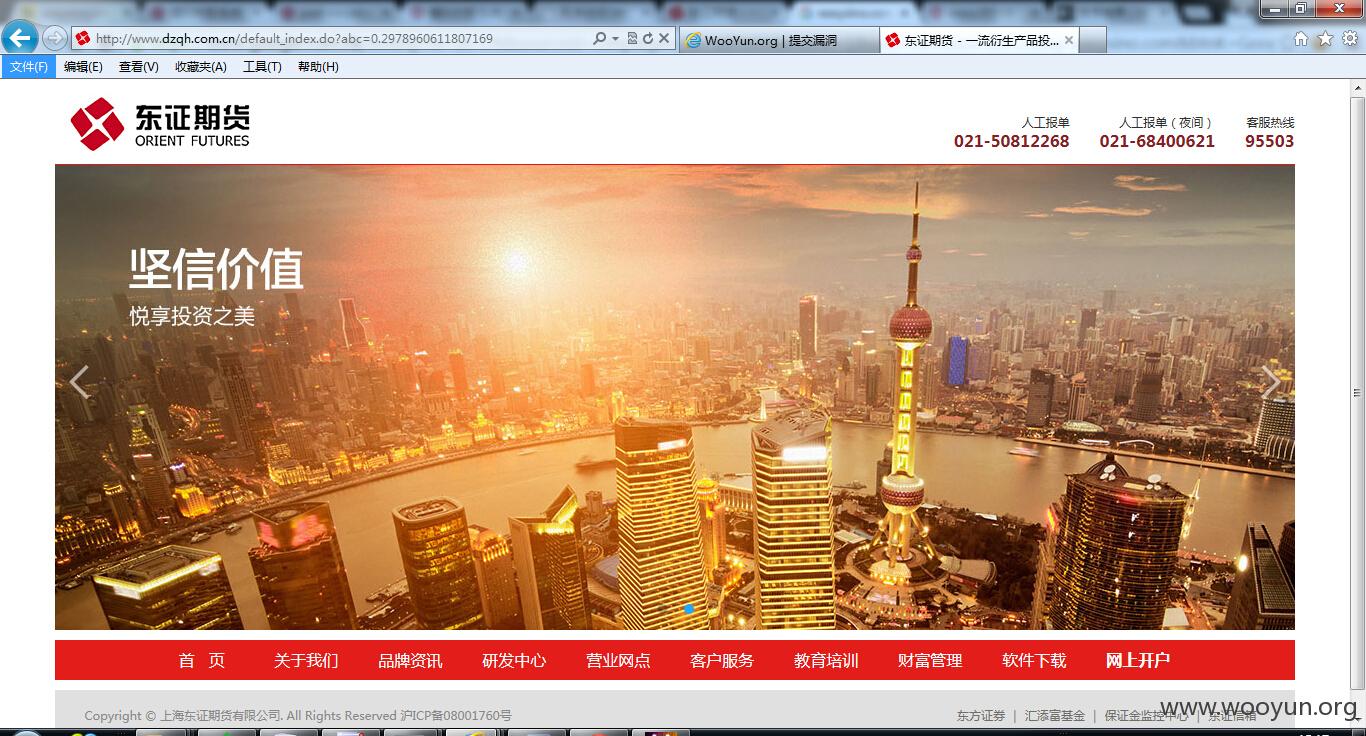 http://www.dzqh.com.cn/default_index.do?abc=0.2978960611807169
WooYun.org | 提交漏洞
东证期货 - 一流衍生产品投...
文件(F) 编辑(E) 查看(V) 收藏夹(A) 工具(T) 帮助(H)
东证期货
ORIENT FUTURES
人工报单 人工报单（夜间） 客服热线
021-50812268 021-68400621 95503
坚信价值
悦享投资之美
首 页 关于我们 品牌资讯 研发中心 营业网点 客户服务 教育培训 财富管理 软件下载 网上开户
Copyright © 上海东证期货有限公司. All Rights Reserved 沪ICP备08001760号
东方证券 | 汇添富基金 | 保证金监控中心 | 东证信箱
www.wooyun.org